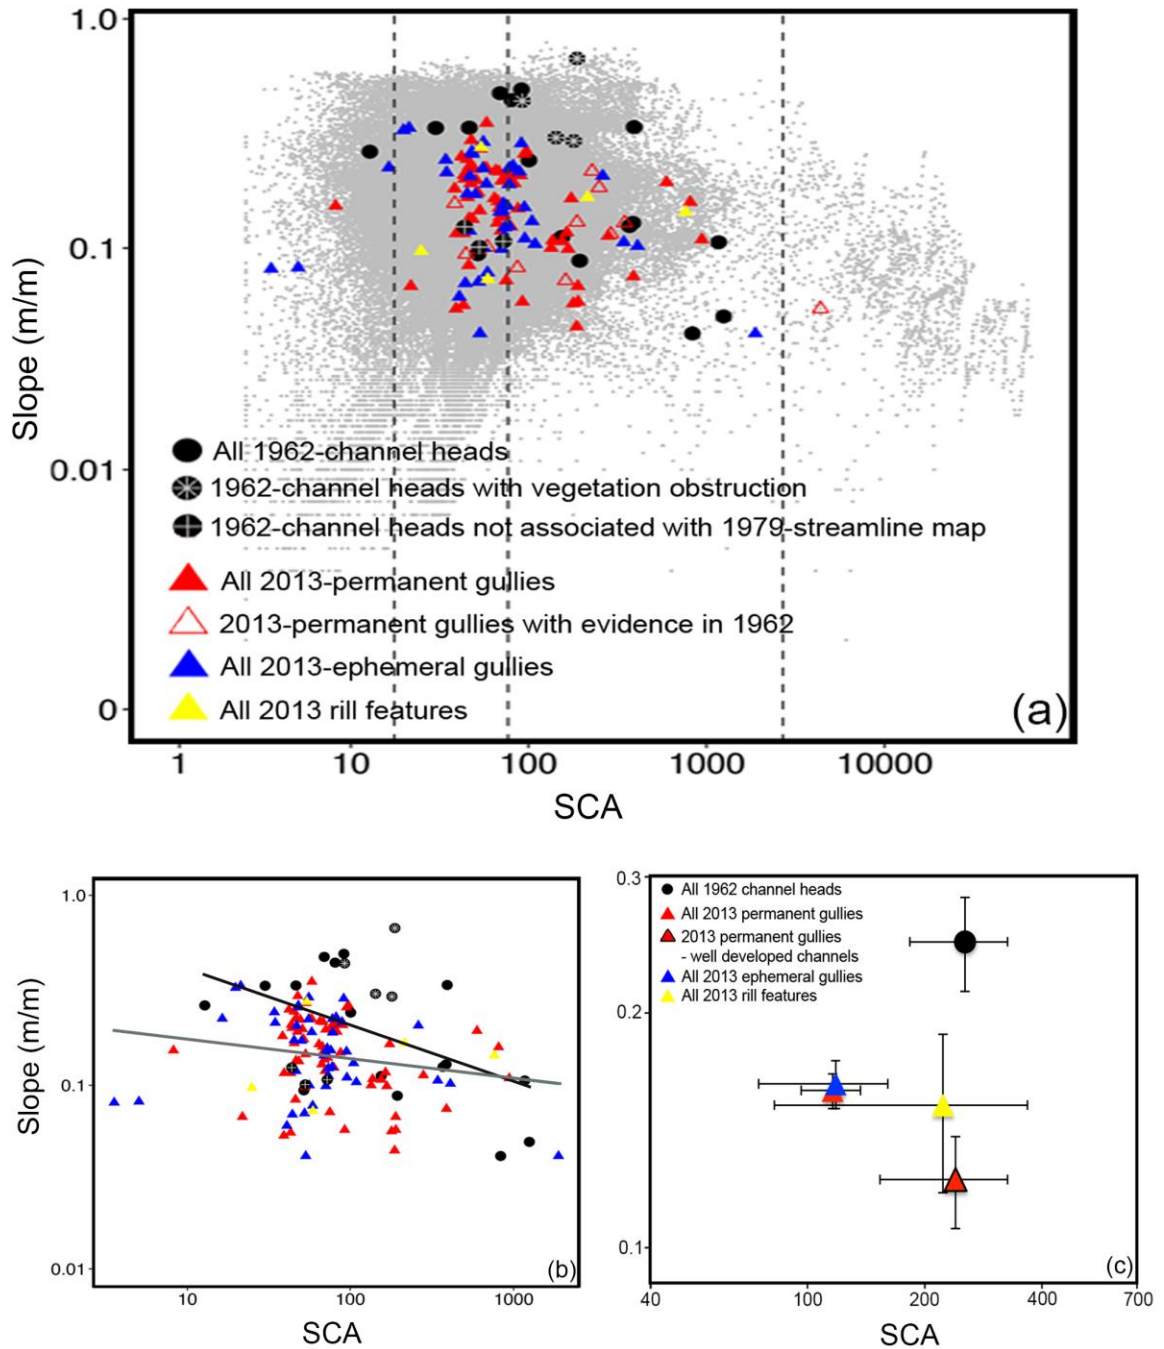 1.0
0.1
0.01
0
Slope (m/m)
All 1962-channel heads
1962-channel heads with vegetation obstruction
1962-channel heads not associated with 1979-streamline map
All 2013-permanent gullies
2013-permanent gullies with evidence in 1962
All 2013-ephemeral gullies
All 2013 rill features
(a)
1 10 100 1000 10000
SCA
1.0
0.1
0.01
Slope (m/m)
(b)
10 100 1000
SCA
0.3
0.2
0.1
All 1962 channel heads
All 2013 permanent gullies
2013 permanent gullies
- well developed channels
All 2013 ephemeral gullies
All 2013 rill features
(c)
40 100 200 400 700
SCA